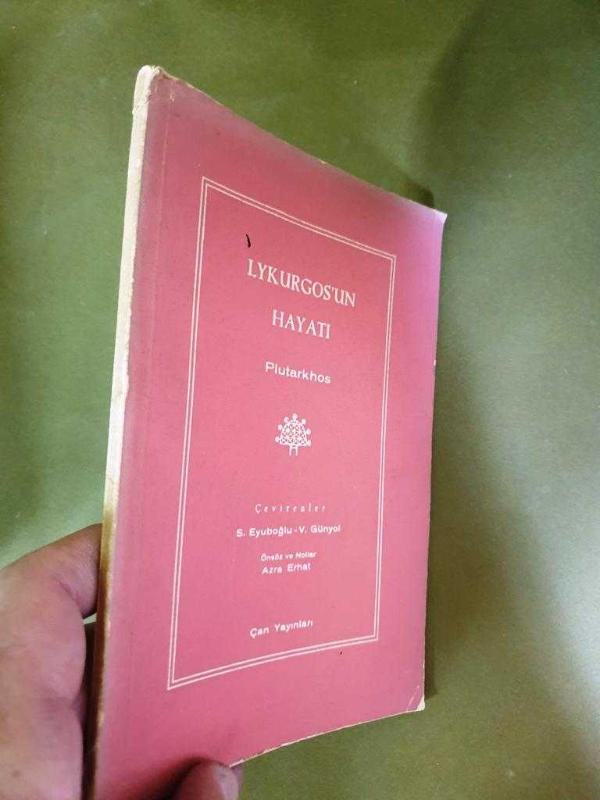 LYKURGOS'UN
HAYATI
Plutarkhos
Çevirenler
S. Eyuboğlu - V. Günyol
Önsöz ve Notlar
Azra Erhat
Çan Yayınları